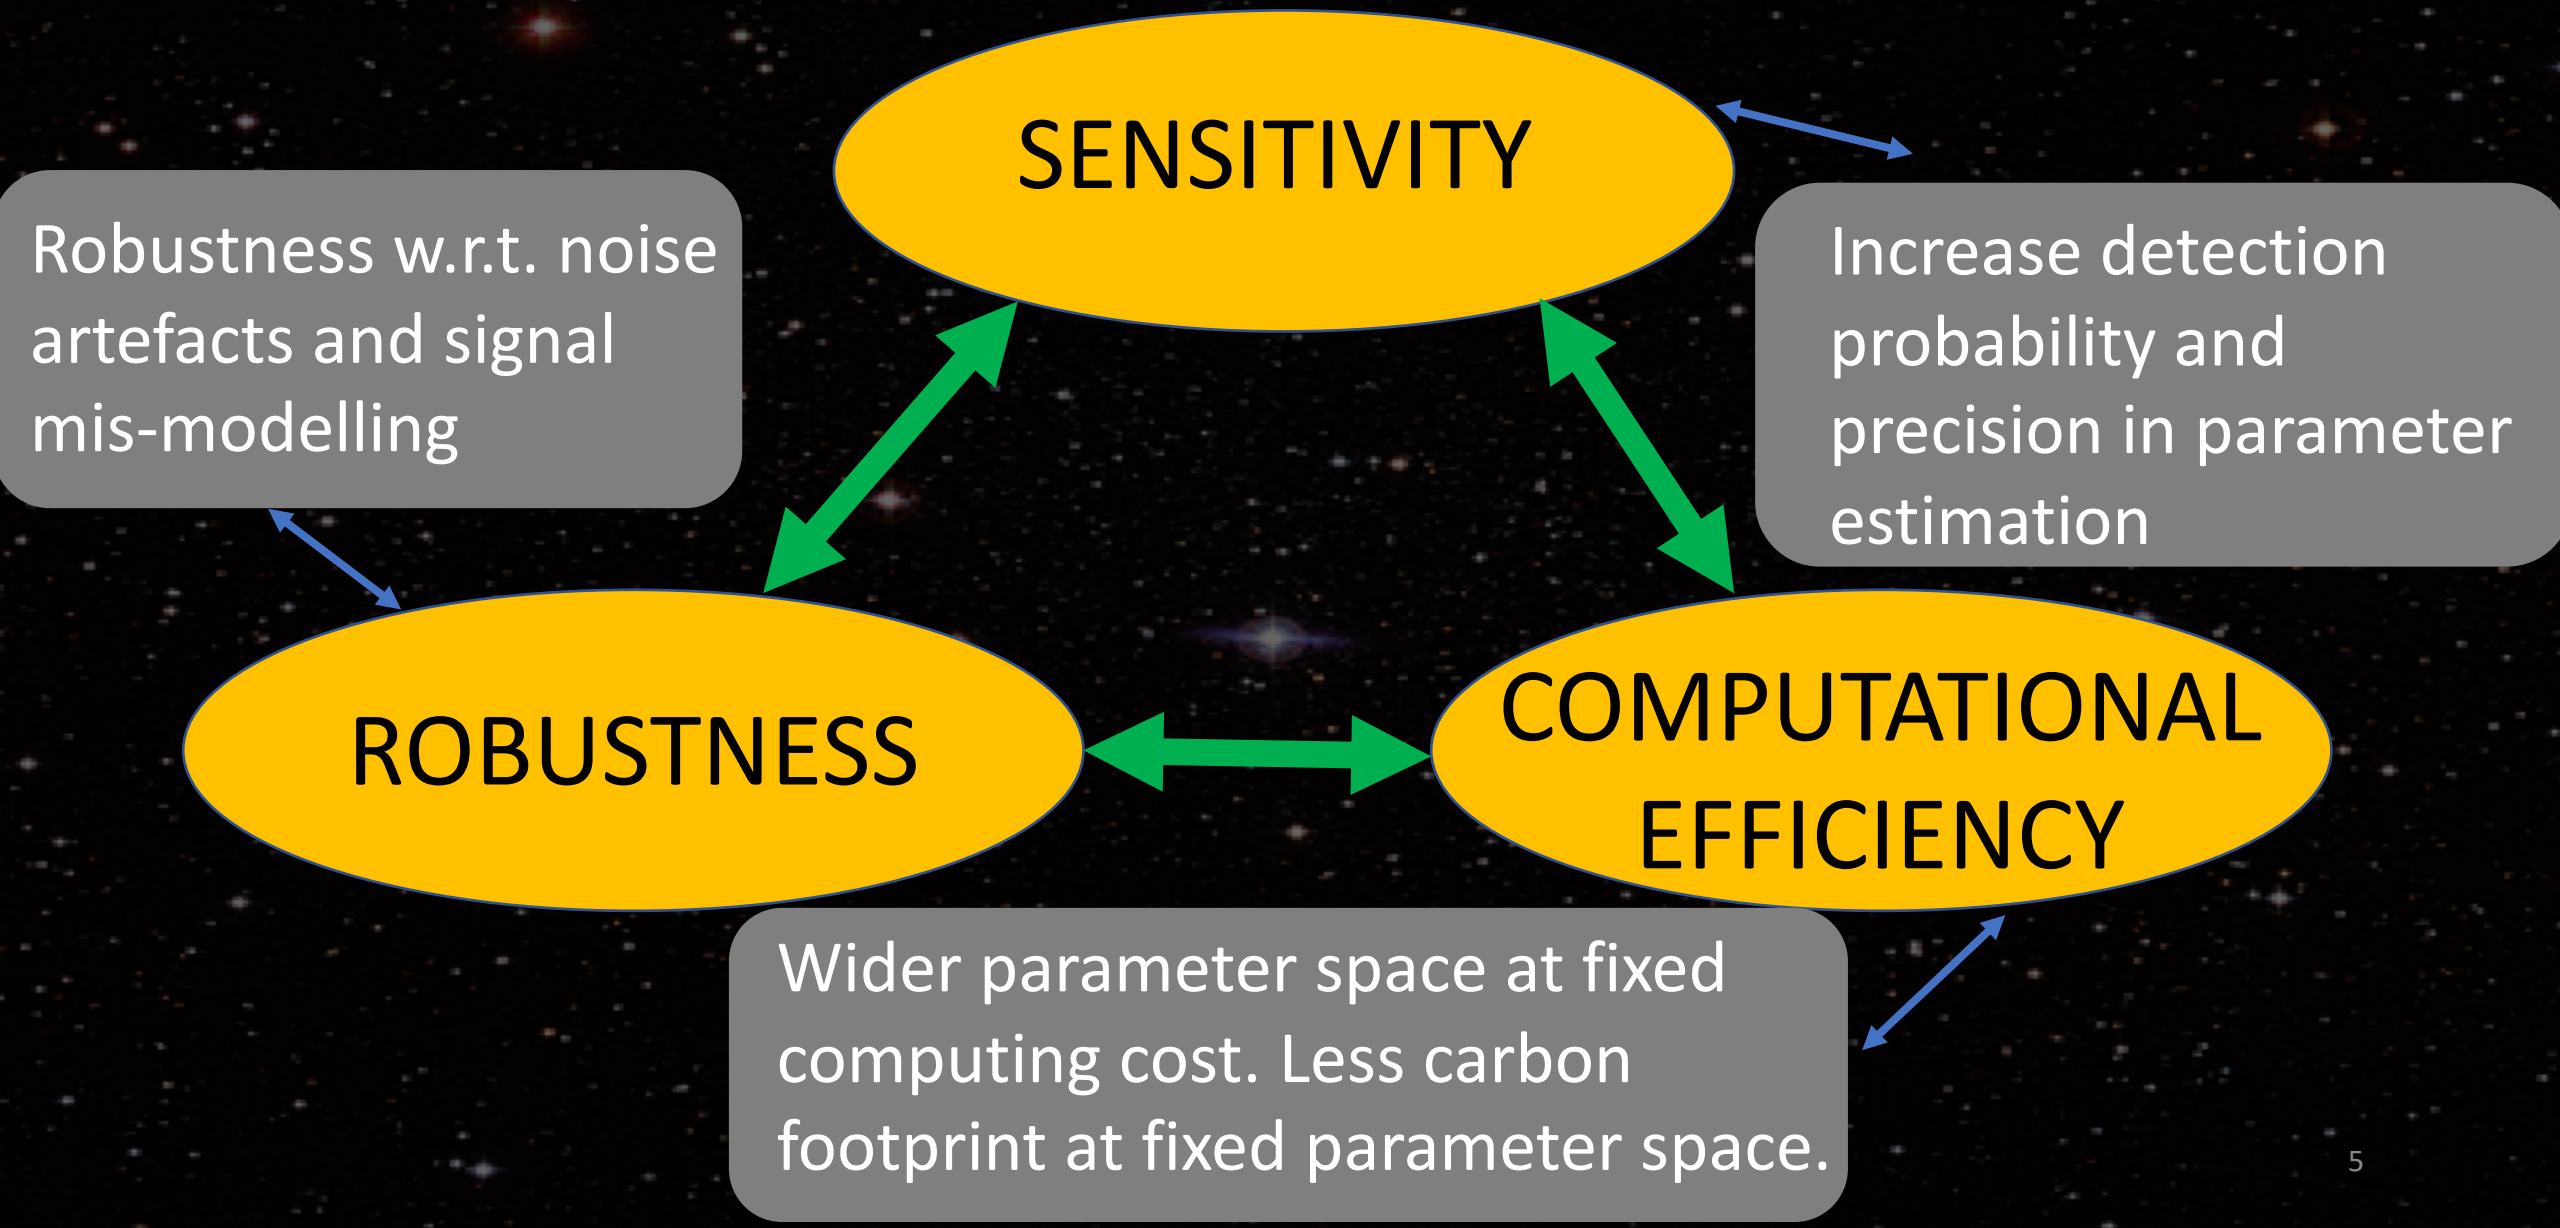 SENSITIVITY
Robustness w.r.t. noise
artefacts and signal
mis-modelling
Increase detection
probability and
precision in parameter
estimation
ROBUSTNESS
COMPUTATIONAL
EFFICIENCY
Wider parameter space at fixed
computing cost. Less carbon
footprint at fixed parameter space.
5